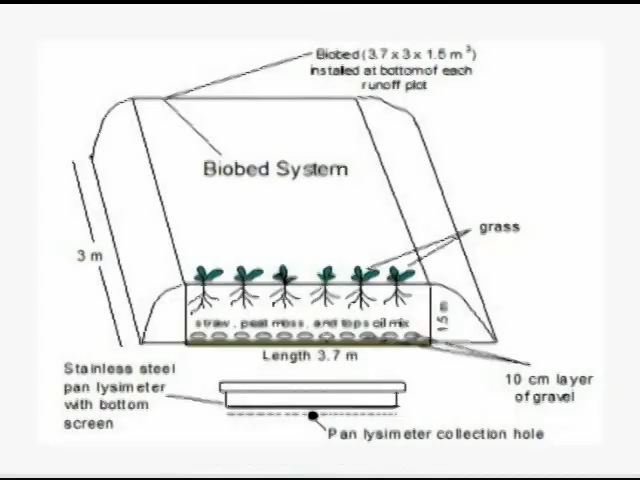 Biobed (3.7 x 3 x 1.5 m³)
installed at bottom of each
runoff plot
Biobed System
grass
3 m
1.5 m
straw, peat moss, and tops oil mix
Length 3.7 m
Stainless steel
pan lysimeter
with bottom
screen
10 cm layer
of gravel
Pan lysimeter collection hole